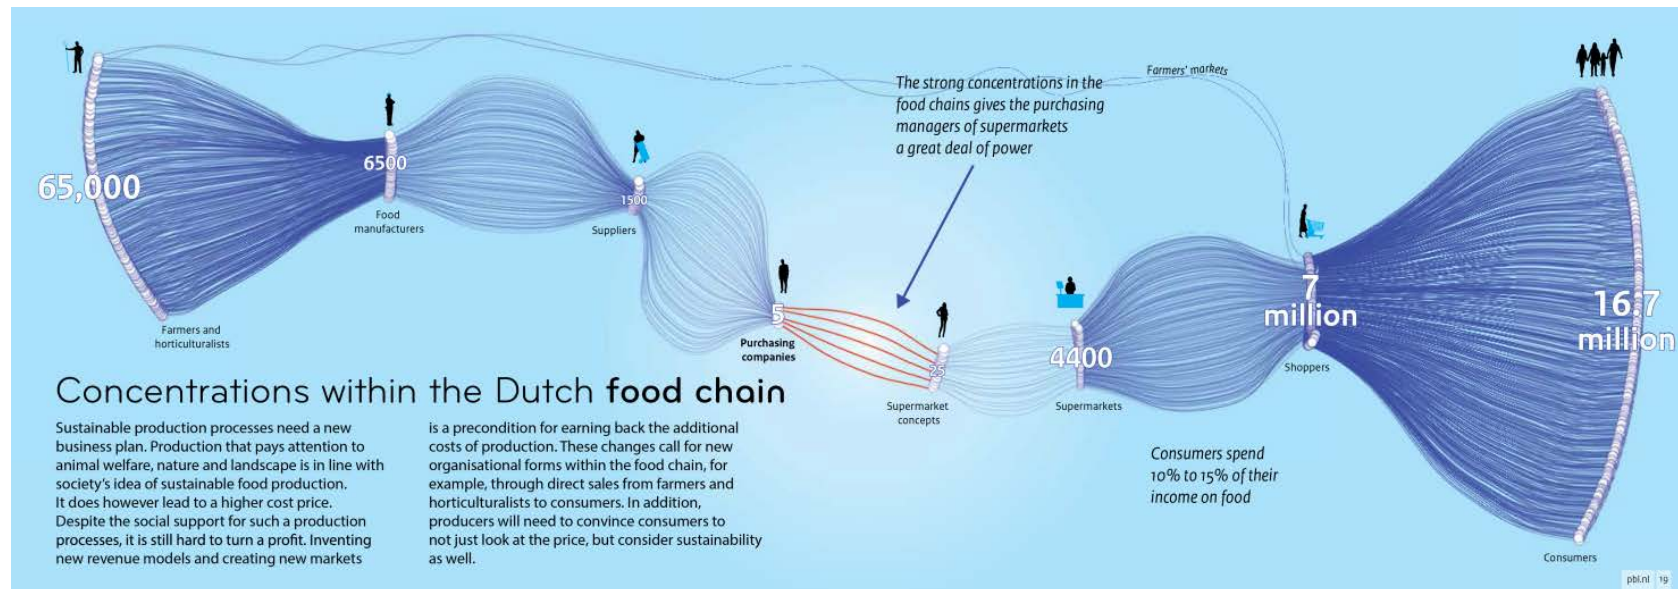 65,000
Farmers and
horticulturalists
6500
Food
manufacturers
1500
Suppliers
5
Purchasing
companies
The strong concentrations in the
food chains gives the purchasing
managers of supermarkets
a great deal of power
25
Supermarket
concepts
4400
Supermarkets
Farmers' markets
7
million
Shoppers
16.7
million
Consumers
Consumers spend
10% to 15% of their
income on food
Concentrations within the Dutch food chain
Sustainable production processes need a new
business plan. Production that pays attention to
animal welfare, nature and landscape is in line with
society's idea of sustainable food production.
It does however lead to a higher cost price.
Despite the social support for such a production
processes, it is still hard to turn a profit. Inventing
new revenue models and creating new markets
is a precondition for earning back the additional
costs of production. These changes call for new
organisational forms within the food chain, for
example, through direct sales from farmers and
horticulturalists to consumers. In addition,
producers will need to convince consumers to
not just look at the price, but consider sustainability
as well.
pbl.nl 19